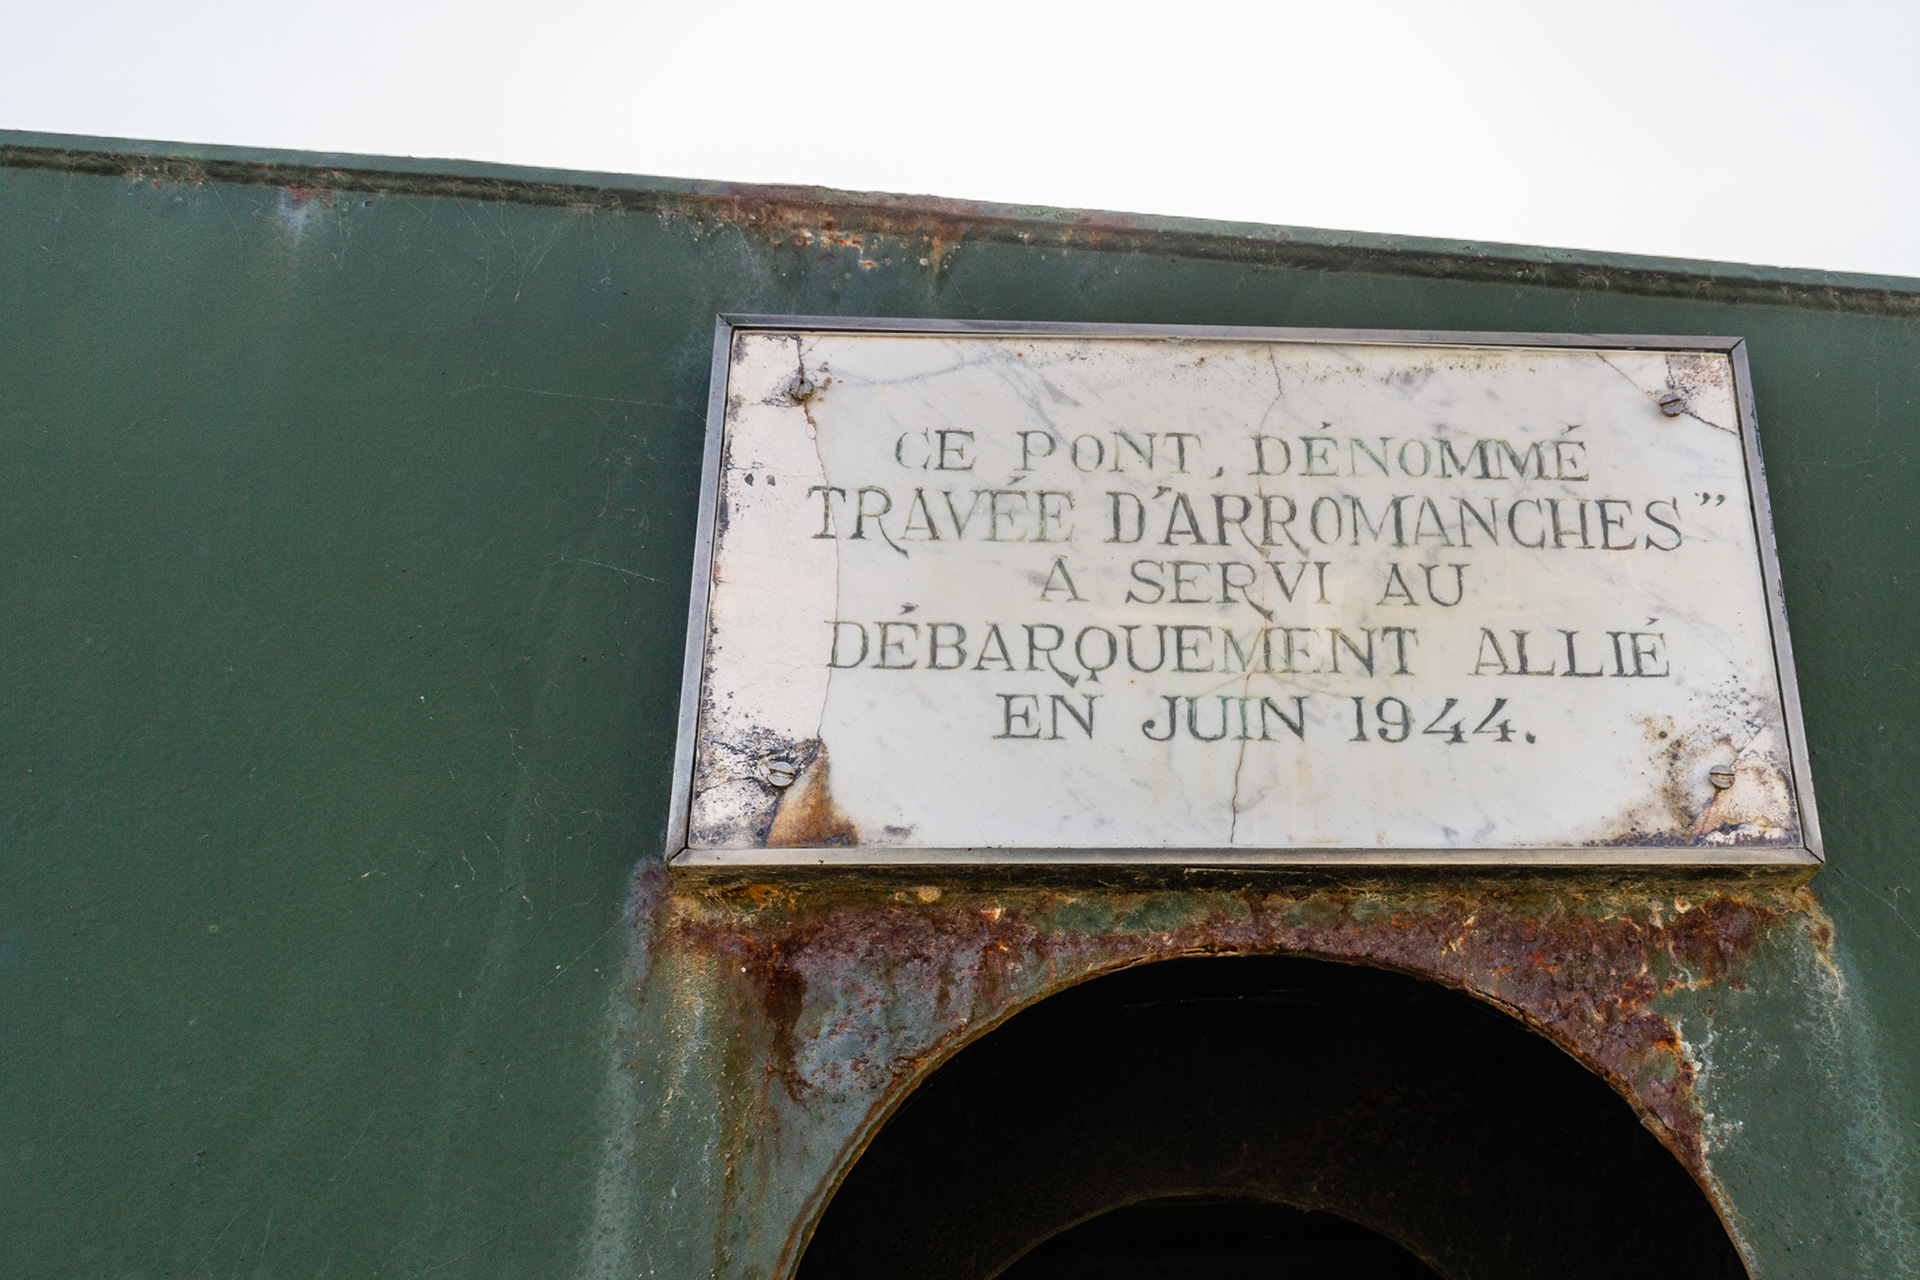 CE PONT, DÉNOMMÉ
"TRAVÉE D'ARROMANCHES"
A SERVI AU
DÉBARQUEMENT ALLIÉ
EN JUIN 1944.